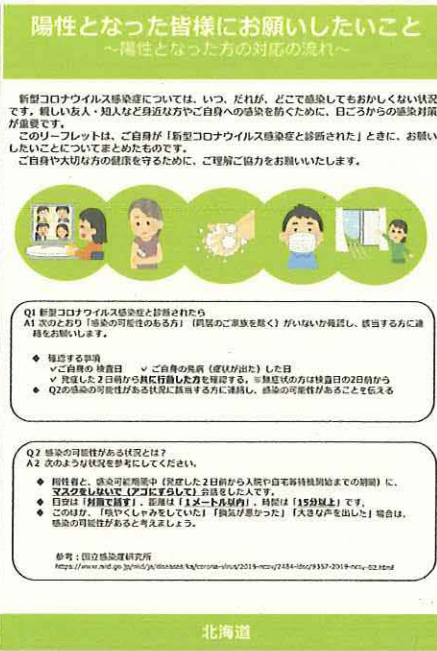 陽性となった皆様にお願いしたいこと
～陽性となった方の対応の流れ～
新型コロナウイルス感染症については、いつ、だれが、どこで感染してもおかしくない状況
です。親しい友人・知人など身近な方やご自身への感染を防ぐために、日ごろからの感染対策
が重要です。
このリーフレットは、ご自身が「新型コロナウイルス感染症と診断された」ときに、お願い
したいことについてまとめたものです。
ご自身や大切な方の健康を守るために、ご理解ご協力をお願いいたします。
Q1 新型コロナウイルス感染症と診断されたら
A1 次のとおり「感染の可能性のある方」（同居のご家族を除く）がいないか確認し、該当する方に連
絡をお願いします。
◆ 確認する事項
✓ご自身の 検査日 ✓ ご自身の発病（症状が出た）した日
✓ 発症した2日前から共に行動した方を確認する。※無症状の方は検査日の2日前から
◆ Q2の感染の可能性がある状況に該当する方に連絡し、感染の可能性があることを伝える
Q2 感染の可能性がある状況とは？
A2 次のような状況を参考にしてください。
◆ 陽性者と、感染可能期間中（発症した2日前から入院や自宅等待機開始までの期間）に、
マスクをしないで（アゴにずらして）会話をした人です。
◆ 目安は「対面で話す」、距離は「1メートル以内」、時間は「15分以上」です。
◆ このほか、「咳やくしゃみをしていた」「換気が悪かった」「大きな声を出した」場合は、
感染の可能性があると考えましょう。
参考：国立感染症研究所
北海道